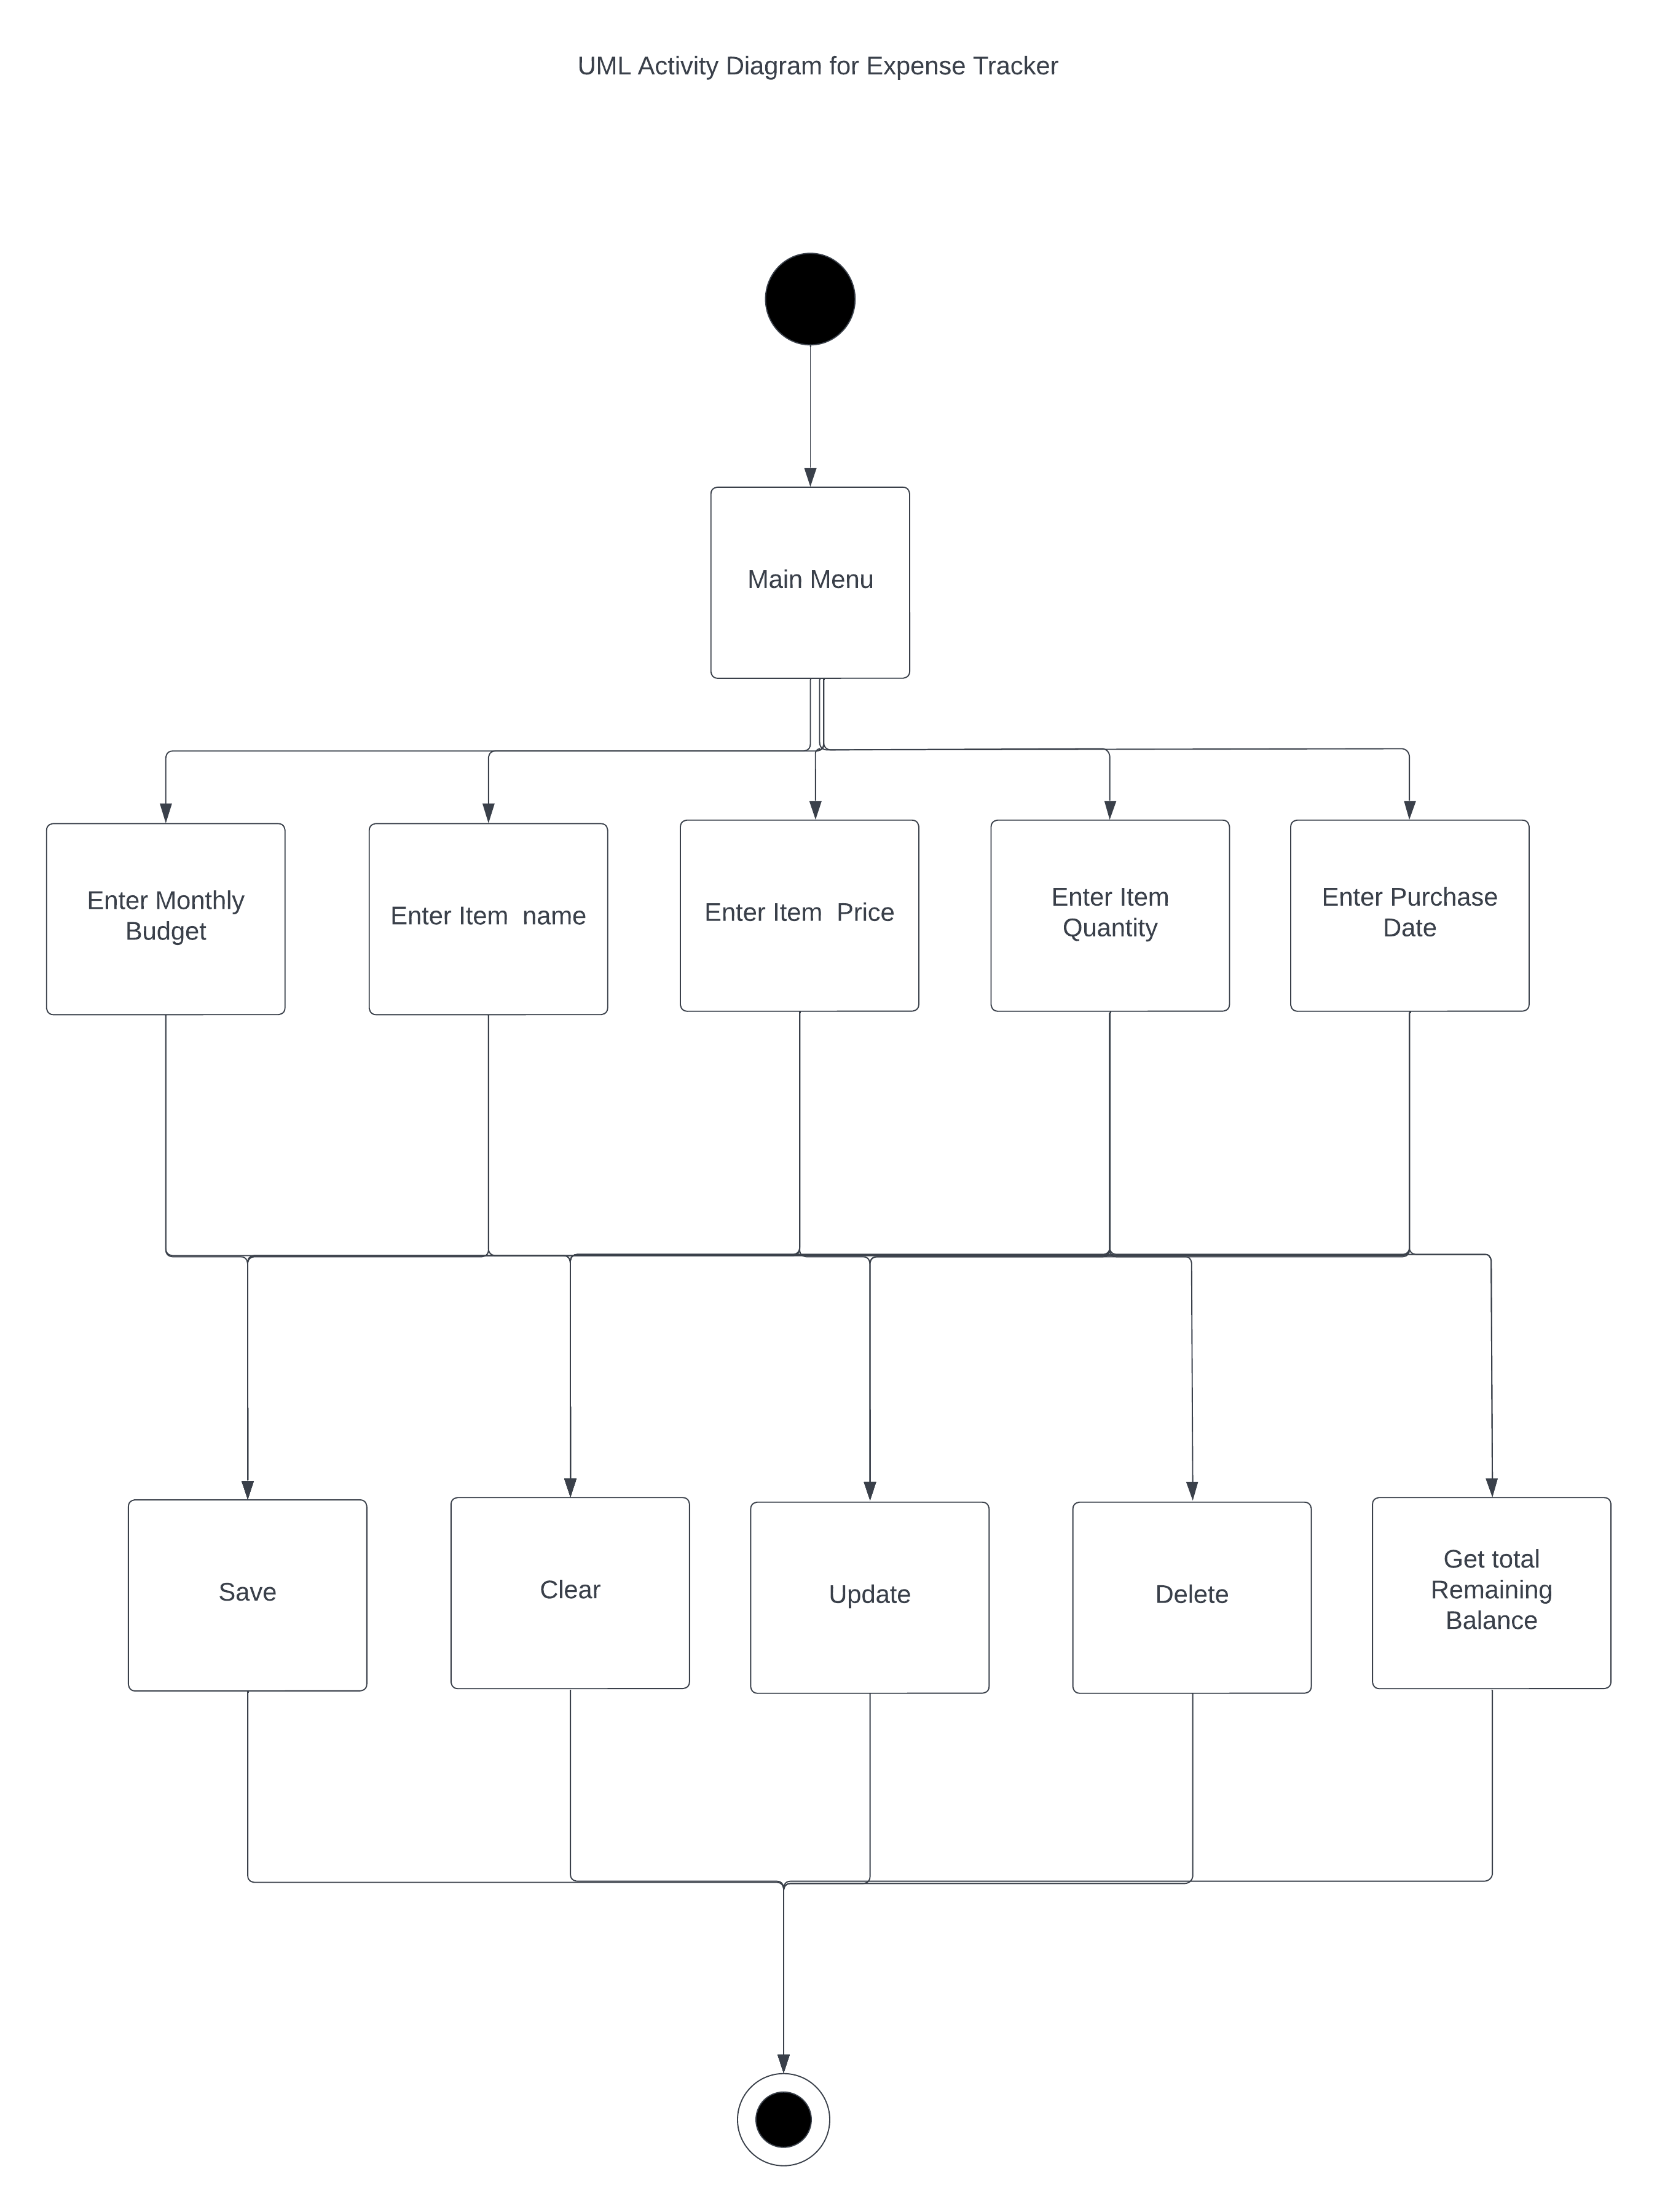 UML Activity Diagram for Expense Tracker
Main Menu
Enter Monthly
Budget
Enter Item  name
Enter Item  Price
Enter Item
Quantity
Enter Purchase
Date
Save
Clear
Update
Delete
Get total
Remaining
Balance